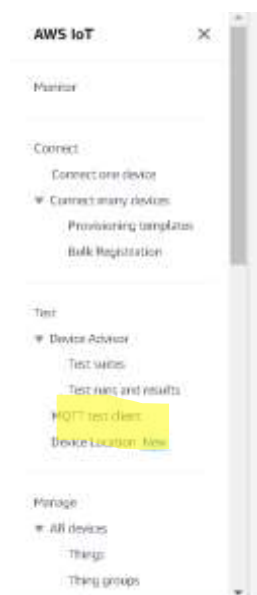 AWS IoT
Monitor
Connect
Connect one device
Connect many devices
Provisioning templates
Bulk Registration
Test
Device Advisor
Test suites
Test runs and results
MQTT test client
Device Location New
Manage
All devices
Things
Thing groups